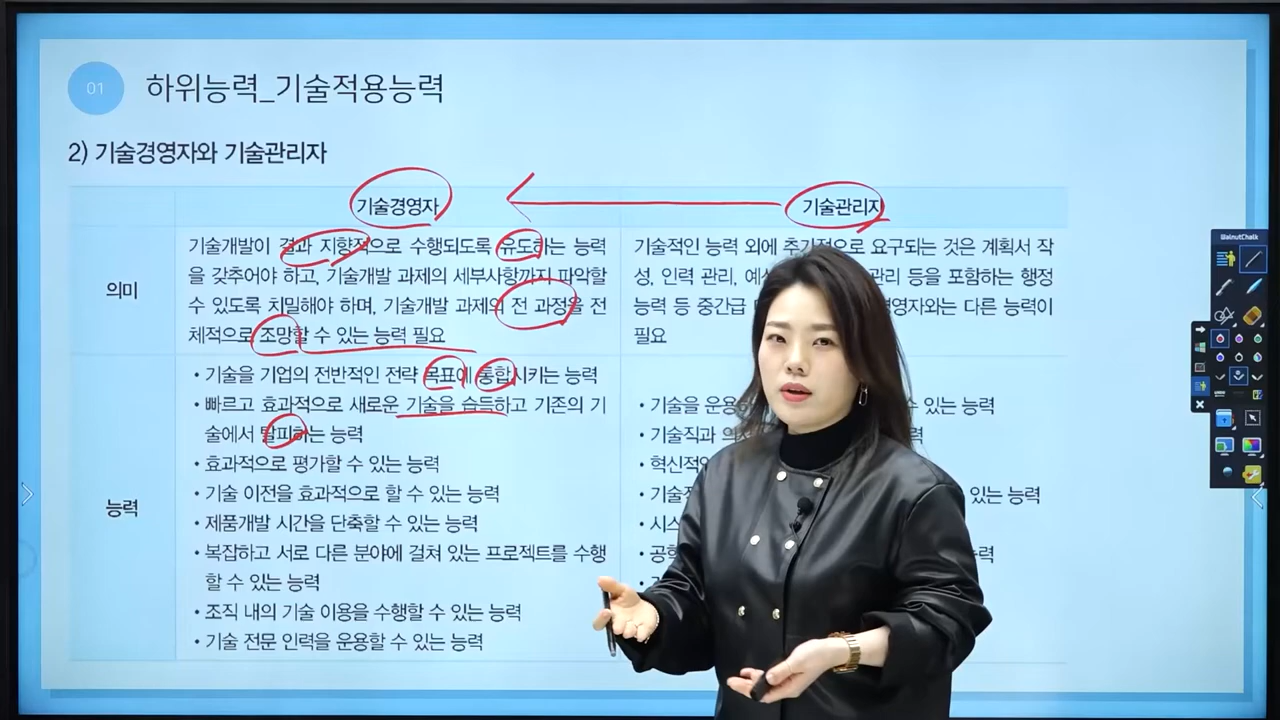 01
하위능력_기술적용능력
2) 기술경영자와 기술관리자
기술경영자
기술관리자
의미
기술개발이 결과 지향적으로 수행되도록 유도하는 능력
을 갖추어야 하고, 기술개발 과제의 세부사항까지 파악할
수 있도록 치밀해야 하며, 기술개발 과제의 전 과정을 전
체적으로 조망할 수 있는 능력 필요
기술적인 능력 외에 추가적으로 요구되는 것은 계획서 작
성, 인력 관리, 관리 등을 포함하는 행정
능력 등 중간급 경영자와는 다른 능력이
필요
능력
• 기술을 기업의 전반적인 전략 목표에 통합시키는 능력
• 빠르고 효과적으로 새로운 기술을 습득하고 기존의 기
술에서 탈피하는 능력
• 효과적으로 평가할 수 있는 능력
• 기술 이전을 효과적으로 할 수 있는 능력
• 제품개발 시간을 단축할 수 있는 능력
• 복잡하고 서로 다른 분야에 걸쳐 있는 프로젝트를 수행
할 수 있는 능력
• 조직 내의 기술 이용을 수행할 수 있는 능력
• 기술 전문 인력을 운용할 수 있는 능력
• 기술을 수 있는 능력
• 기술직과
• 혁신적인
있는 능력
WalnutChalk